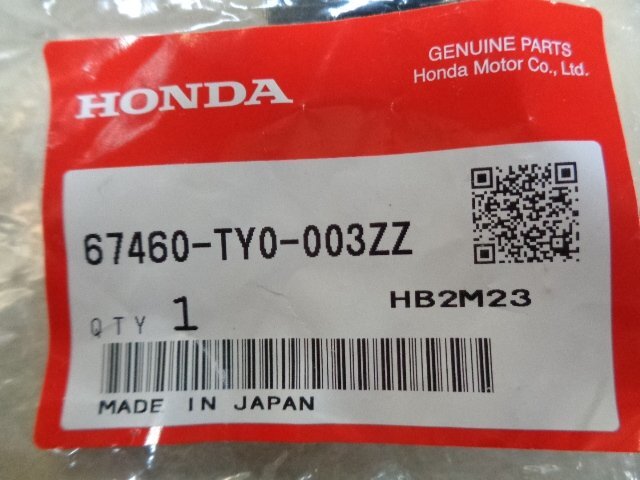 GENUINE PARTS
HONDA
Honda Motor Co., Ltd.
67460-TY0-003ZZ
HB2M23
QTY 1
MADE IN JAPAN